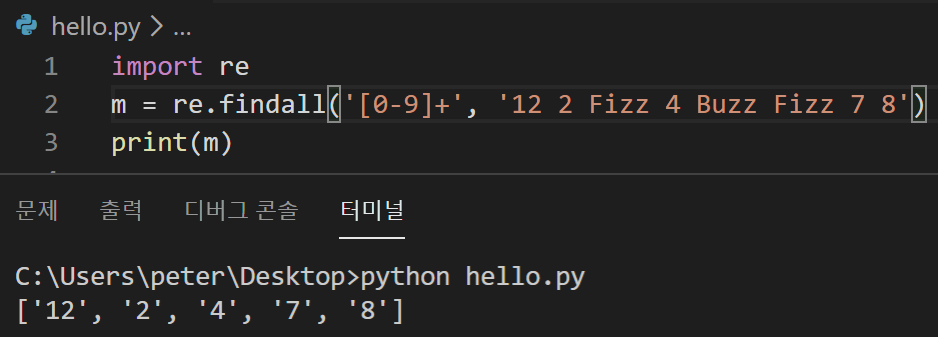 hello.py > ...
1 import re
2 m = re.findall('[0-9]+', '12 2 Fizz 4 Buzz Fizz 7 8')
3 print(m)
문제 출력 디버그 콘솔 터미널
C:\Users\peter\Desktop>python hello.py
['12', '2', '4', '7', '8']